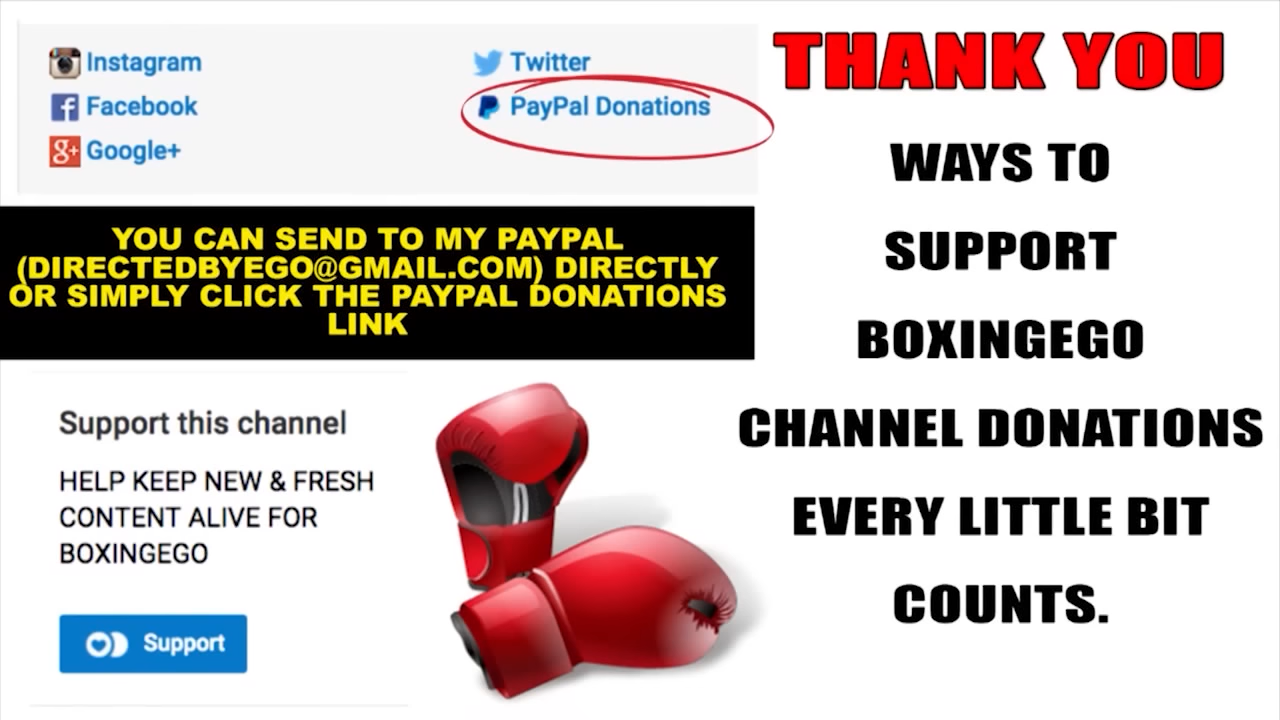 Instagram
Twitter
Facebook
PayPal Donations
g+ Google+
YOU CAN SEND TO MY PAYPAL
(DIRECTEDBYEGO@GMAIL.COM) DIRECTLY
OR SIMPLY CLICK THE PAYPAL DONATIONS
LINK
Support this channel
HELP KEEP NEW & FRESH
CONTENT ALIVE FOR
BOXINGEGO
Support
THANK YOU
WAYS TO
SUPPORT
BOXINGEGO
CHANNEL DONATIONS
EVERY LITTLE BIT
COUNTS.